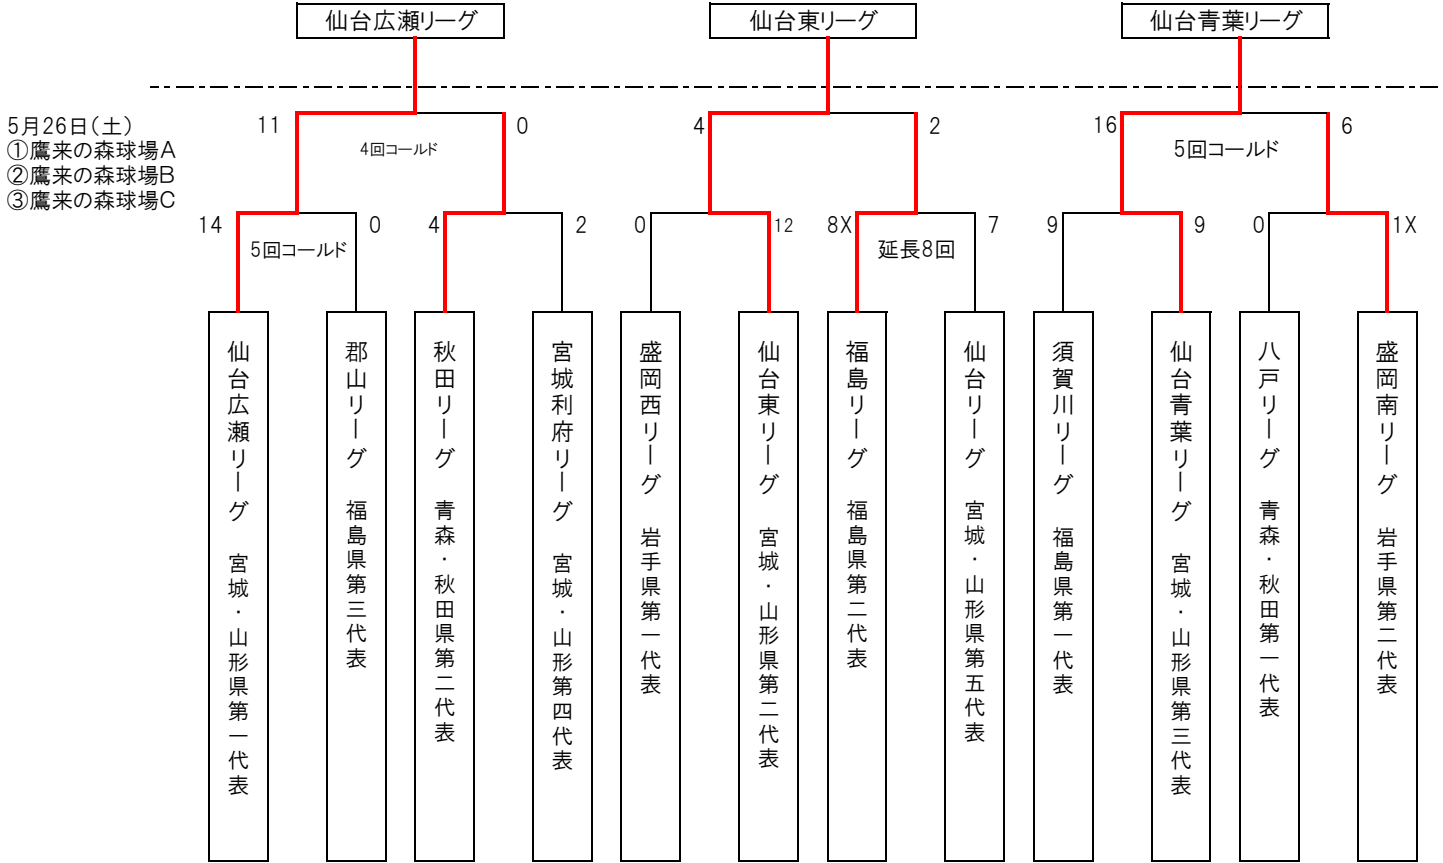 仙台広瀬リーグ
仙台東リーグ
仙台青葉リーグ
5月26日(土)
①鷹来の森球場A
②鷹来の森球場B
③鷹来の森球場C
11
0
4回コールド
4
2
16
6
5回コールド
14
0
5回コールド
4
2
0
12
8X
7
延長8回
9
9
0
1X
仙台広瀬リーグ 宮城・山形県第一代表
郡山リーグ 福島県第三代表
秋田リーグ 青森・秋田県第二代表
宮城利府リーグ 宮城・山形第四代表
盛岡西リーグ 岩手県第一代表
仙台東リーグ 宮城・山形県第二代表
福島リーグ 福島県第二代表
仙台リーグ 宮城・山形県第五代表
須賀川リーグ 福島県第一代表
仙台青葉リーグ 宮城・山形県第三代表
八戸リーグ 青森・秋田第一代表
盛岡南リーグ 岩手県第二代表